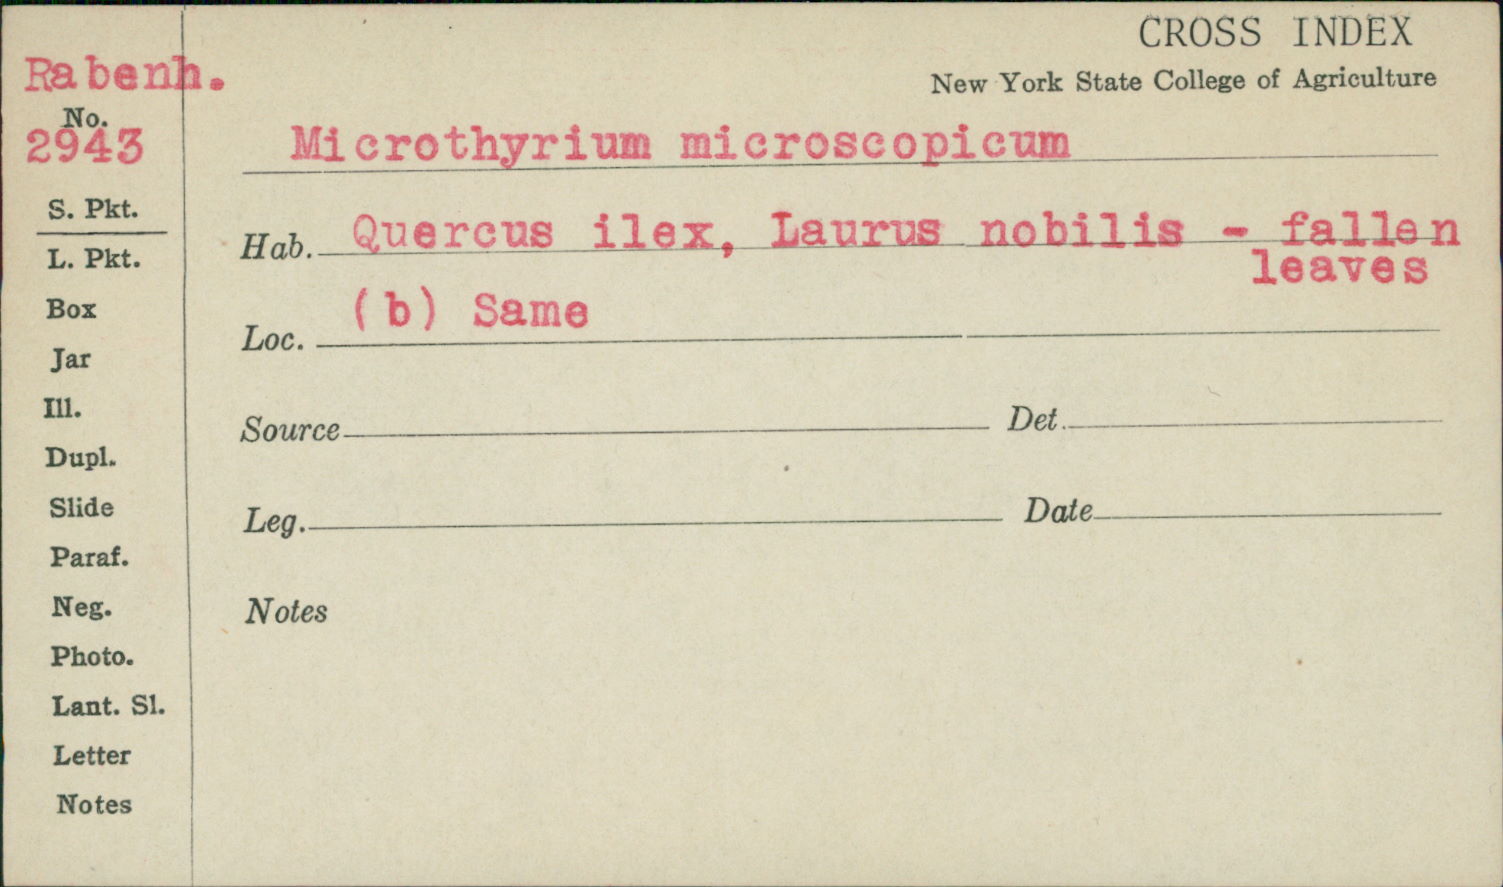 CROSS INDEX
New York State College of Agriculture
Rabenh.
No.
2943
Microthyrium microscopicum
Hab. Quercus ilex, Laurus nobilis - fallen
leaves
(b) Same
Loc.
Source Det.
Leg. Date
Notes
S. Pkt.
L. Pkt.
Box
Jar
Ill.
Dupl.
Slide
Paraf.
Neg.
Photo.
Lant. Sl.
Letter
Notes